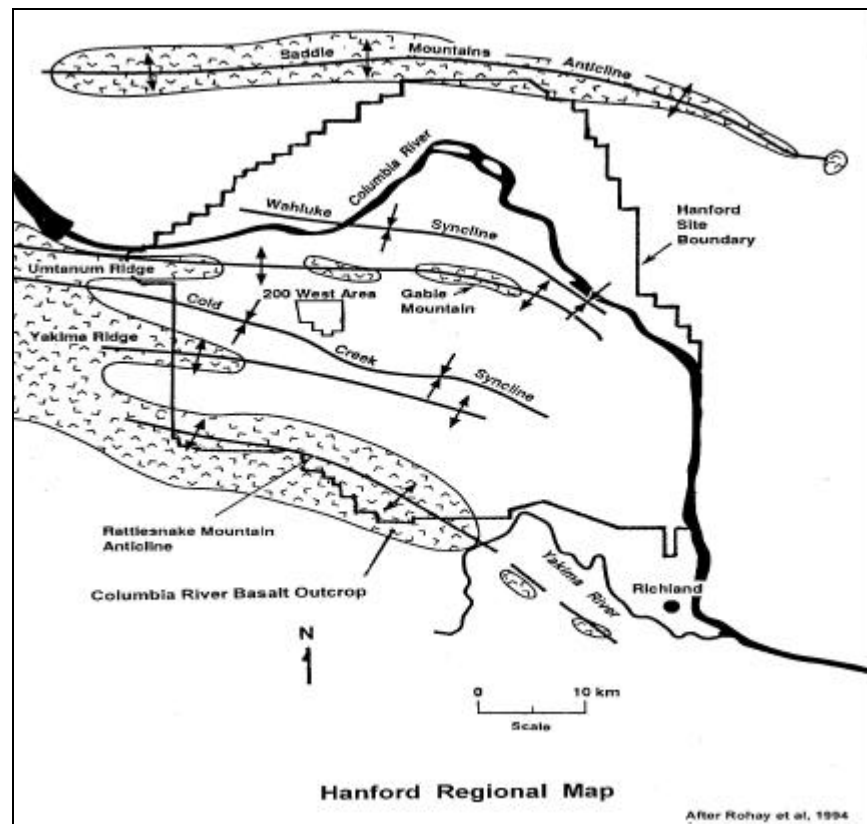 Saddle Mountains Anticline
Columbia River
Wahluke Syncline
Hanford
Site
Boundary
Umtanum Ridge
200 West Area
Gable
Mountain
Cold Creek Syncline
Yakima Ridge
Rattlesnake Mountain
Anticline
Columbia River Basalt Outcrop
Yakima River
Richland
N
0 10 km
Scale
Hanford Regional Map
After Rohay et al, 1994